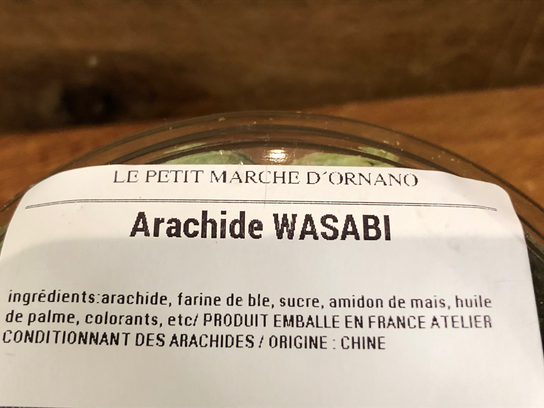 LE PETIT MARCHE D'ORNANO
Arachide WASABI
ingrédients:arachide, farine de ble, sucre, amidon de mais, huile
de palme, colorants, etc/ PRODUIT EMBALLE EN FRANCE ATELIER
CONDITIONNANT DES ARACHIDES / ORIGINE : CHINE